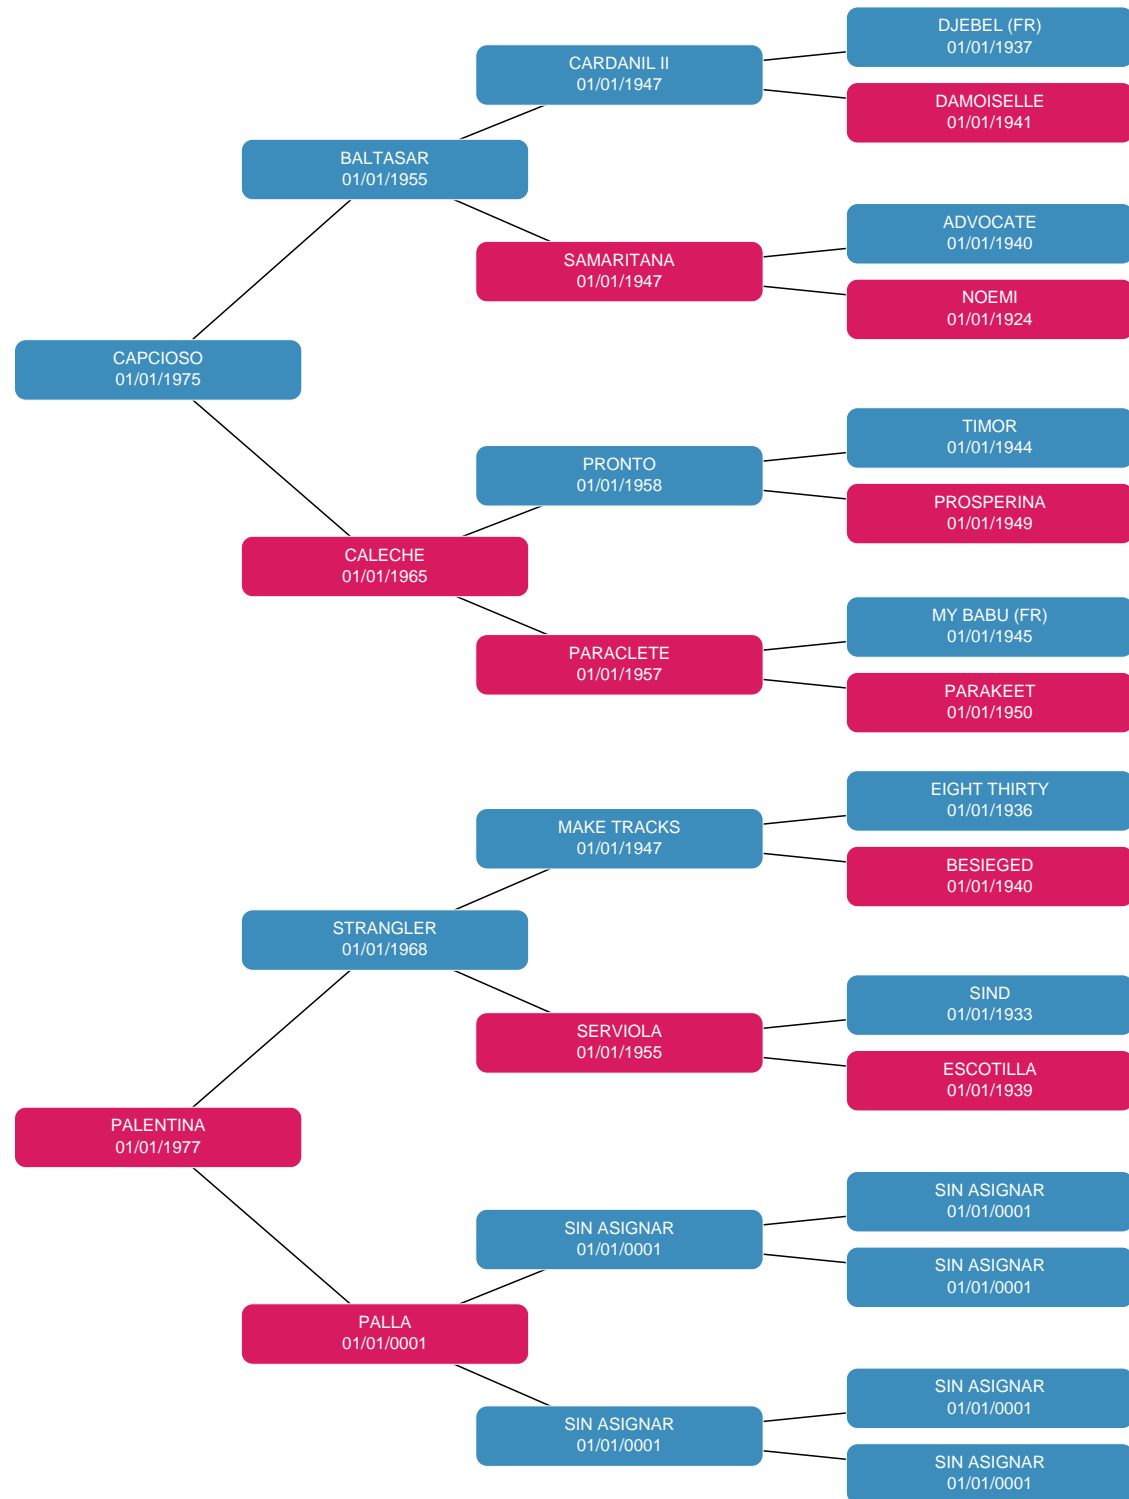 DJEBEL (FR)
01/01/1937
CARDANIL II
01/01/1947
DAMOISELLE
01/01/1941
BALTASAR
01/01/1955
ADVOCATE
01/01/1940
SAMARITANA
01/01/1947
NOEMI
01/01/1924
CAPCIOSO
01/01/1975
TIMOR
01/01/1944
PRONTO
01/01/1958
PROSPERINA
01/01/1949
CALECHE
01/01/1965
MY BABU (FR)
01/01/1945
PARACLETE
01/01/1957
PARAKEET
01/01/1950
EIGHT THIRTY
01/01/1936
MAKE TRACKS
01/01/1947
BESIEGED
01/01/1940
STRANGLER
01/01/1968
SIND
01/01/1933
SERVIOLA
01/01/1955
ESCOTILLA
01/01/1939
PALENTINA
01/01/1977
SIN ASIGNAR
01/01/0001
SIN ASIGNAR
01/01/0001
SIN ASIGNAR
01/01/0001
PALLA
01/01/0001
SIN ASIGNAR
01/01/0001
SIN ASIGNAR
01/01/0001
SIN ASIGNAR
01/01/0001